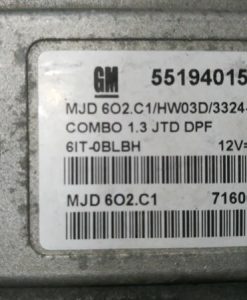 GM 55194015
MJD 6O2.C1/HW03D/3324-
COMBO 1.3 JTD DPF
6IT-0BLBH 12V=
MJD 6O2.C1 7160